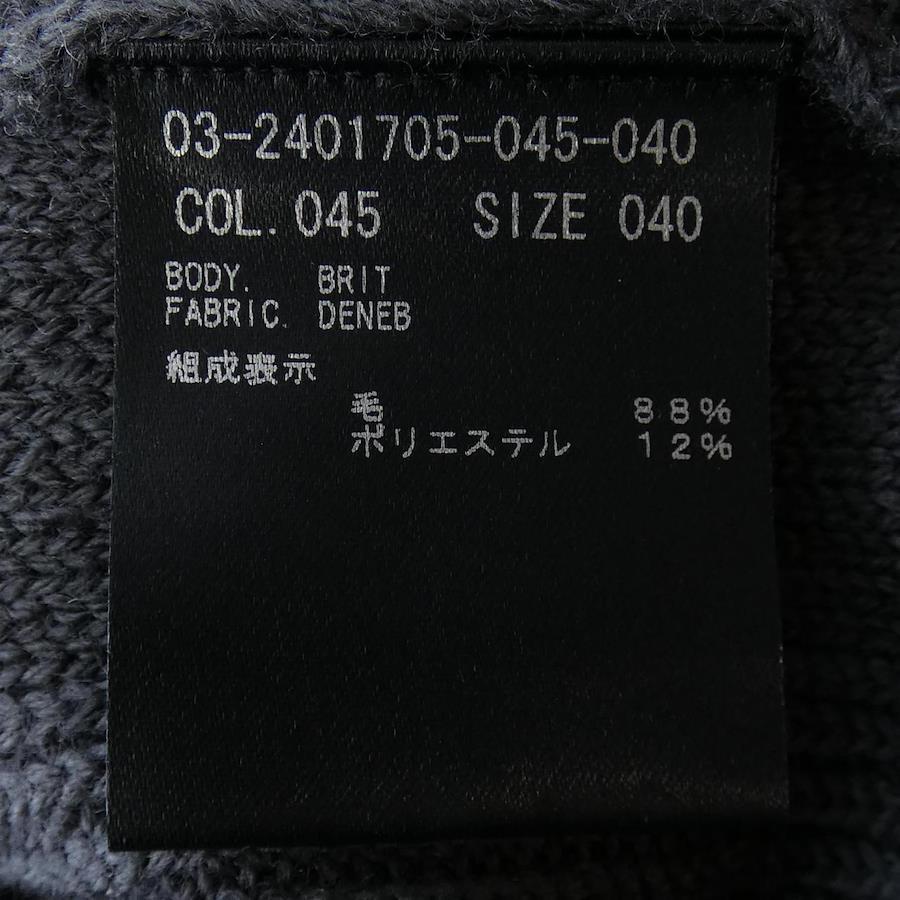 03-2401705-045-040
COL. 045 SIZE 040
BODY. BRIT
FABRIC. DENEB
組成表示
毛 88%
ポリエステル 12%